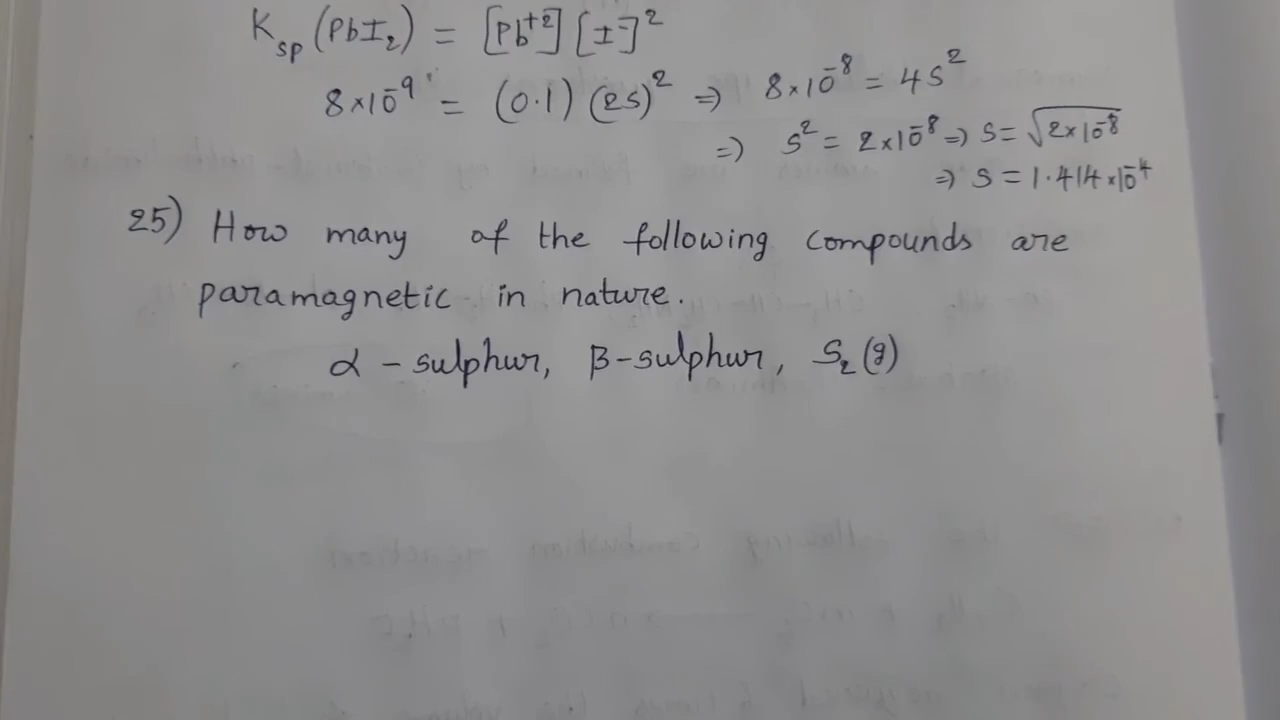 Ksp (PbI₂) = [Pb⁺²] [I⁻]²
8×10⁻⁹ = (0.1) (2s)² ⇒ 8×10⁻⁸ = 4s²
⇒ s² = 2×10⁻⁸ ⇒ s = √2×10⁻⁸
⇒ s = 1.414×10⁻⁴
25) How many of the following compounds are
paramagnetic in nature.
α - sulphur, β-sulphur, S₂(g)